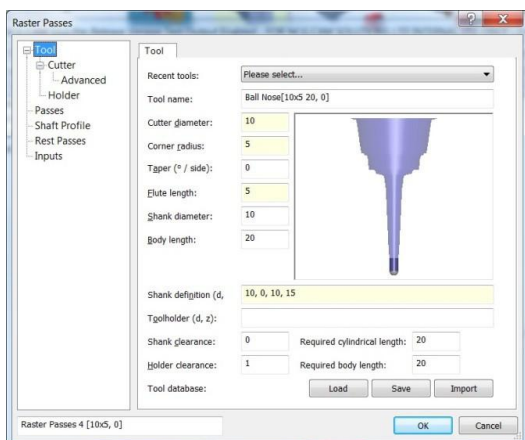 Raster Passes
Tool
Cutter
Advanced
Holder
Passes
Shaft Profile
Rest Passes
Inputs
Tool
Recent tools: Please select...
Tool name: Ball Nose[10x5 20, 0]
Cutter diameter: 10
Corner radius: 5
Taper (° / side): 0
Flute length: 5
Shank diameter: 10
Body length: 20
Shank definition (d, 10, 0, 10, 15
Toolholder (d, z):
Shank clearance: 0 Required cylindrical length: 20
Holder clearance: 1 Required body length: 20
Tool database: Load Save Import
Raster Passes 4 [10x5, 0] OK Cancel